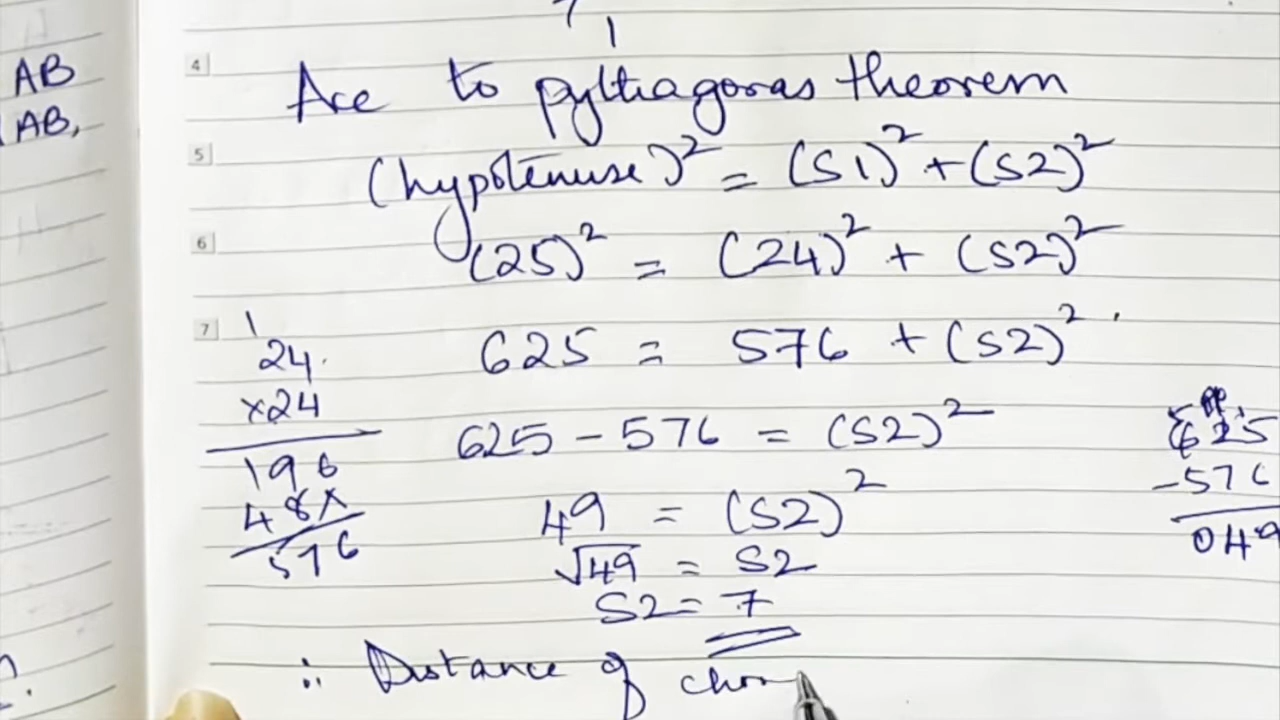 AB
AB,
4
Acc to pythagoras theorem
5
(hypotenuse)² = (S1)² + (S2)²
6
(25)² = (24)² + (S2)²
7
625 = 576 + (S2)²
1
24
×24
196
48×
576
625 - 576 = (S2)²
49 = (S2)²
√49 = S2
S2 = 7
∴ Distance of chor
625
-576
049